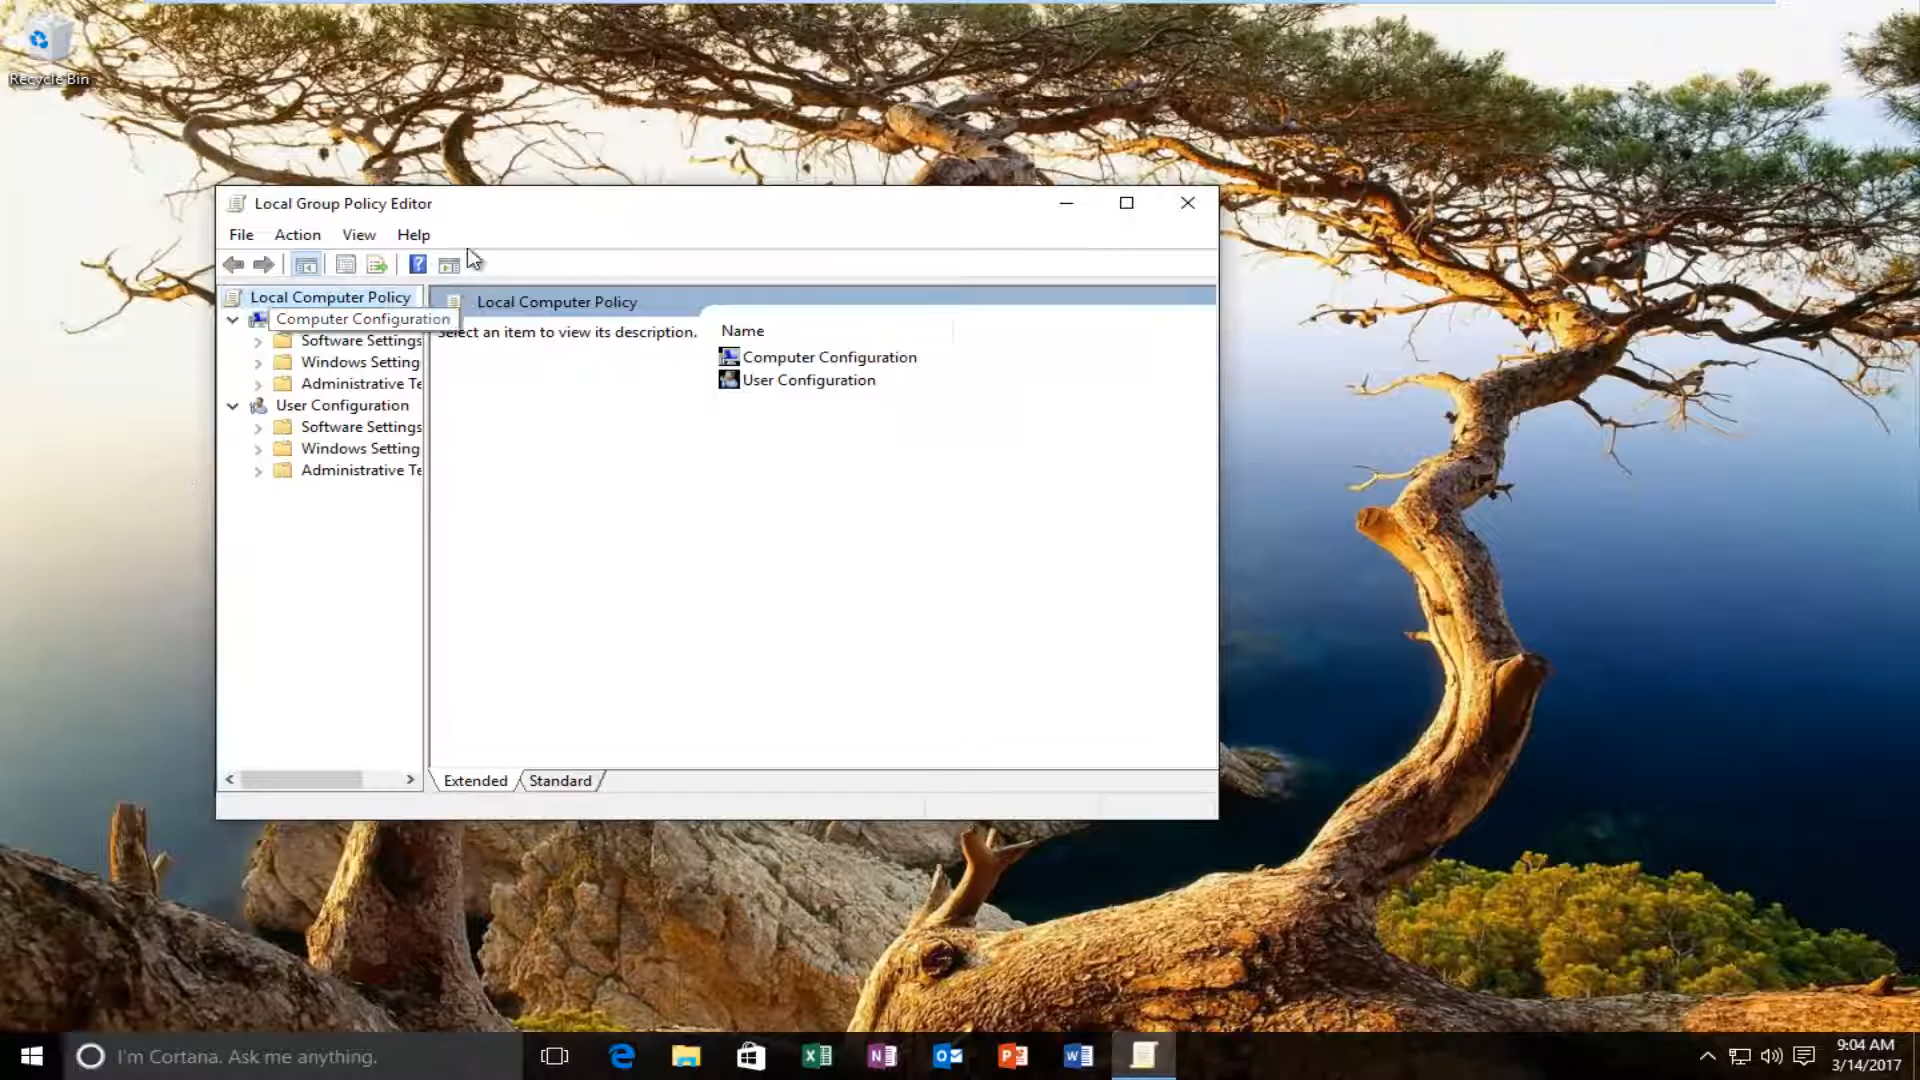 Recycle Bin
Local Group Policy Editor
File Action View Help
Local Computer Policy
Computer Configuration
Software Settings
Windows Setting
Administrative Te
User Configuration
Software Settings
Windows Setting
Administrative Te
Local Computer Policy
Select an item to view its description.
Name
Computer Configuration
User Configuration
Extended Standard
I'm Cortana. Ask me anything.
9:04 AM
3/14/2017